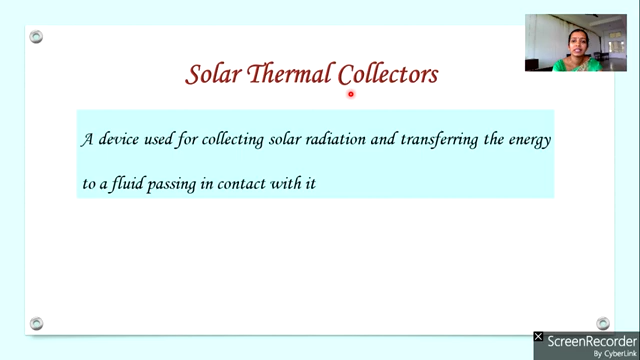 Solar Thermal Collectors
A device used for collecting solar radiation and transferring the energy
to a fluid passing in contact with it
ScreenRecorder
By CyberLink